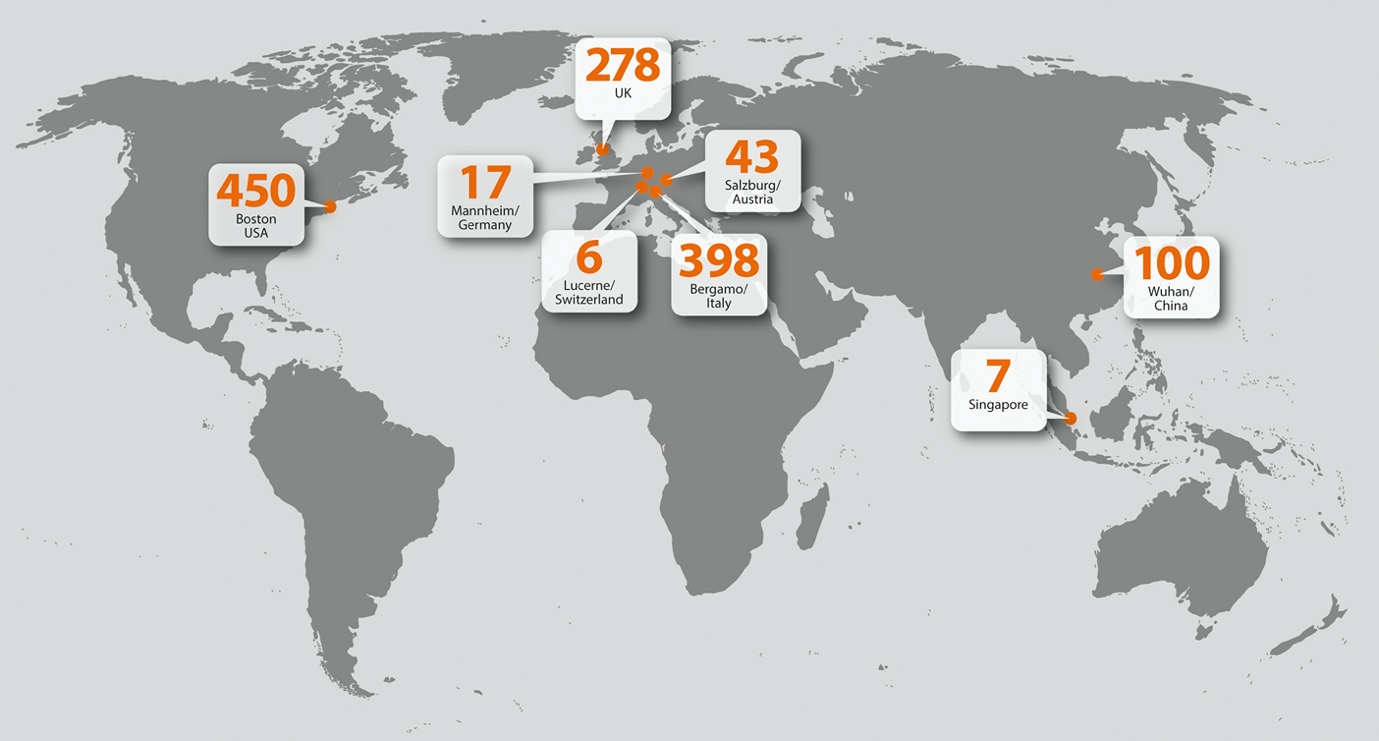 278
UK
43
Salzburg/
Austria
17
Mannheim/
Germany
450
Boston
USA
6
Lucerne/
Switzerland
398
Bergamo/
Italy
100
Wuhan/
China
7
Singapore